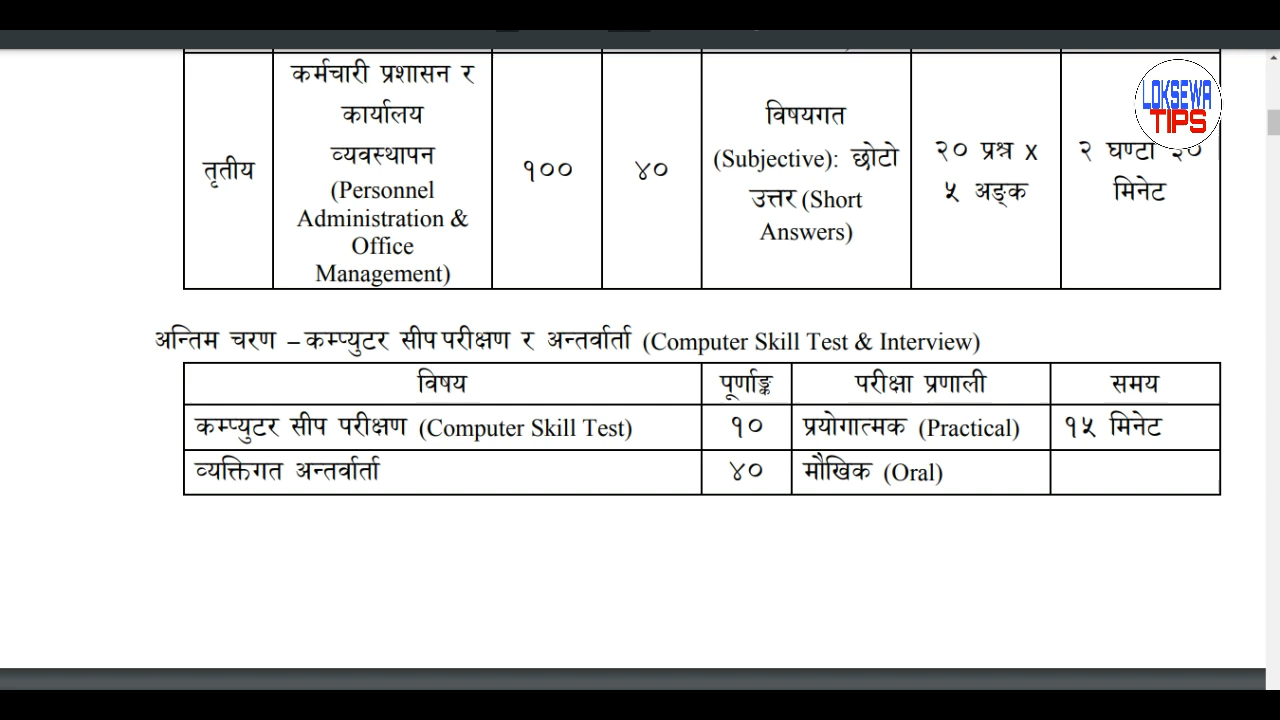 तृतीय
कर्मचारी प्रशासन र
कार्यालय
व्यवस्थापन
(Personnel
Administration &
Office
Management)
१००
४०
विषयगत
(Subjective): छोटो
उत्तर (Short
Answers)
२० प्रश्न x
५ अङ्क
२ घण्टा ३०
मिनेट
LOKSEWA
TIPS
अन्तिम चरण – कम्प्युटर सीप परीक्षण र अन्तर्वार्ता (Computer Skill Test & Interview)
विषय पूर्णाङ्क परीक्षा प्रणाली समय
कम्प्युटर सीप परीक्षण (Computer Skill Test) १० प्रयोगात्मक (Practical) १५ मिनेट
व्यक्तिगत अन्तर्वार्ता ४० मौखिक (Oral)